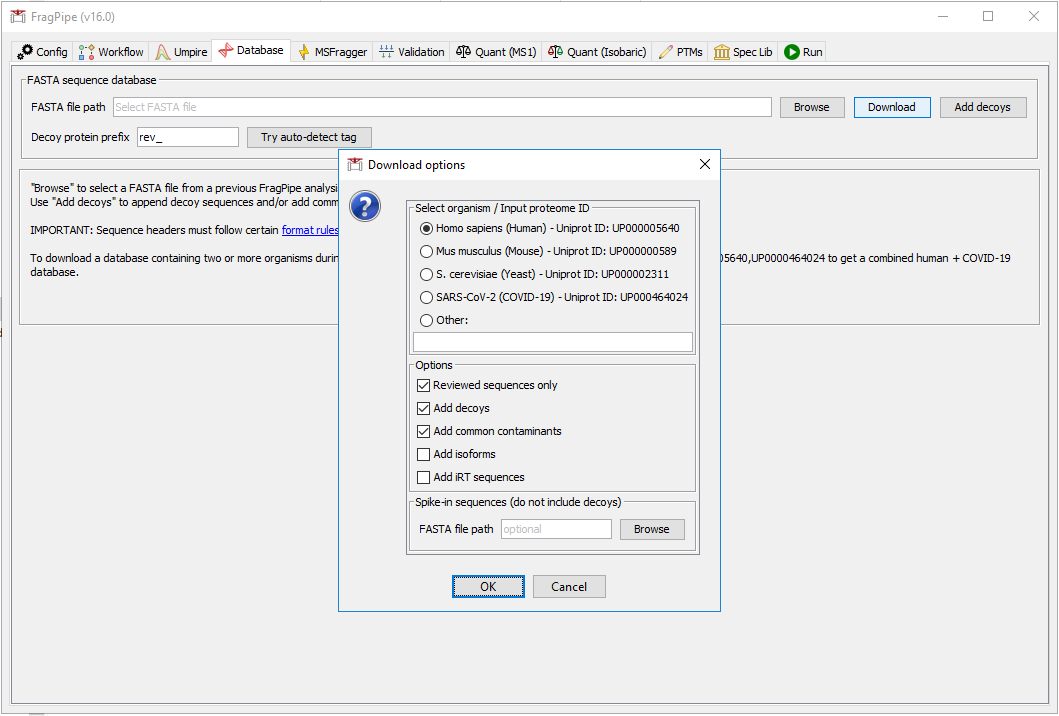 FragPipe (v16.0)
Config Workflow Umpire Database MSFragger Validation Quant (MS1) Quant (Isobaric) PTMs Spec Lib Run
FASTA sequence database
FASTA file path Select FASTA file Browse Download Add decoys
Decoy protein prefix rev_ Try auto-detect tag
"Browse" to select a FASTA file from a previous FragPipe analysi
Use "Add decoys" to append decoy sequences and/or add comm
IMPORTANT: Sequence headers must follow certain format rules
To download a database containing two or more organisms durin
05640,UP0000464024 to get a combined human + COVID-19
database.
Download options
?
Select organism / Input proteome ID
Homo sapiens (Human) - Uniprot ID: UP000005640
Mus musculus (Mouse) - Uniprot ID: UP000000589
S. cerevisiae (Yeast) - Uniprot ID: UP000002311
SARS-CoV-2 (COVID-19) - Uniprot ID: UP000464024
Other:
Options
Reviewed sequences only
Add decoys
Add common contaminants
Add isoforms
Add iRT sequences
Spike-in sequences (do not include decoys)
FASTA file path optional Browse
OK Cancel